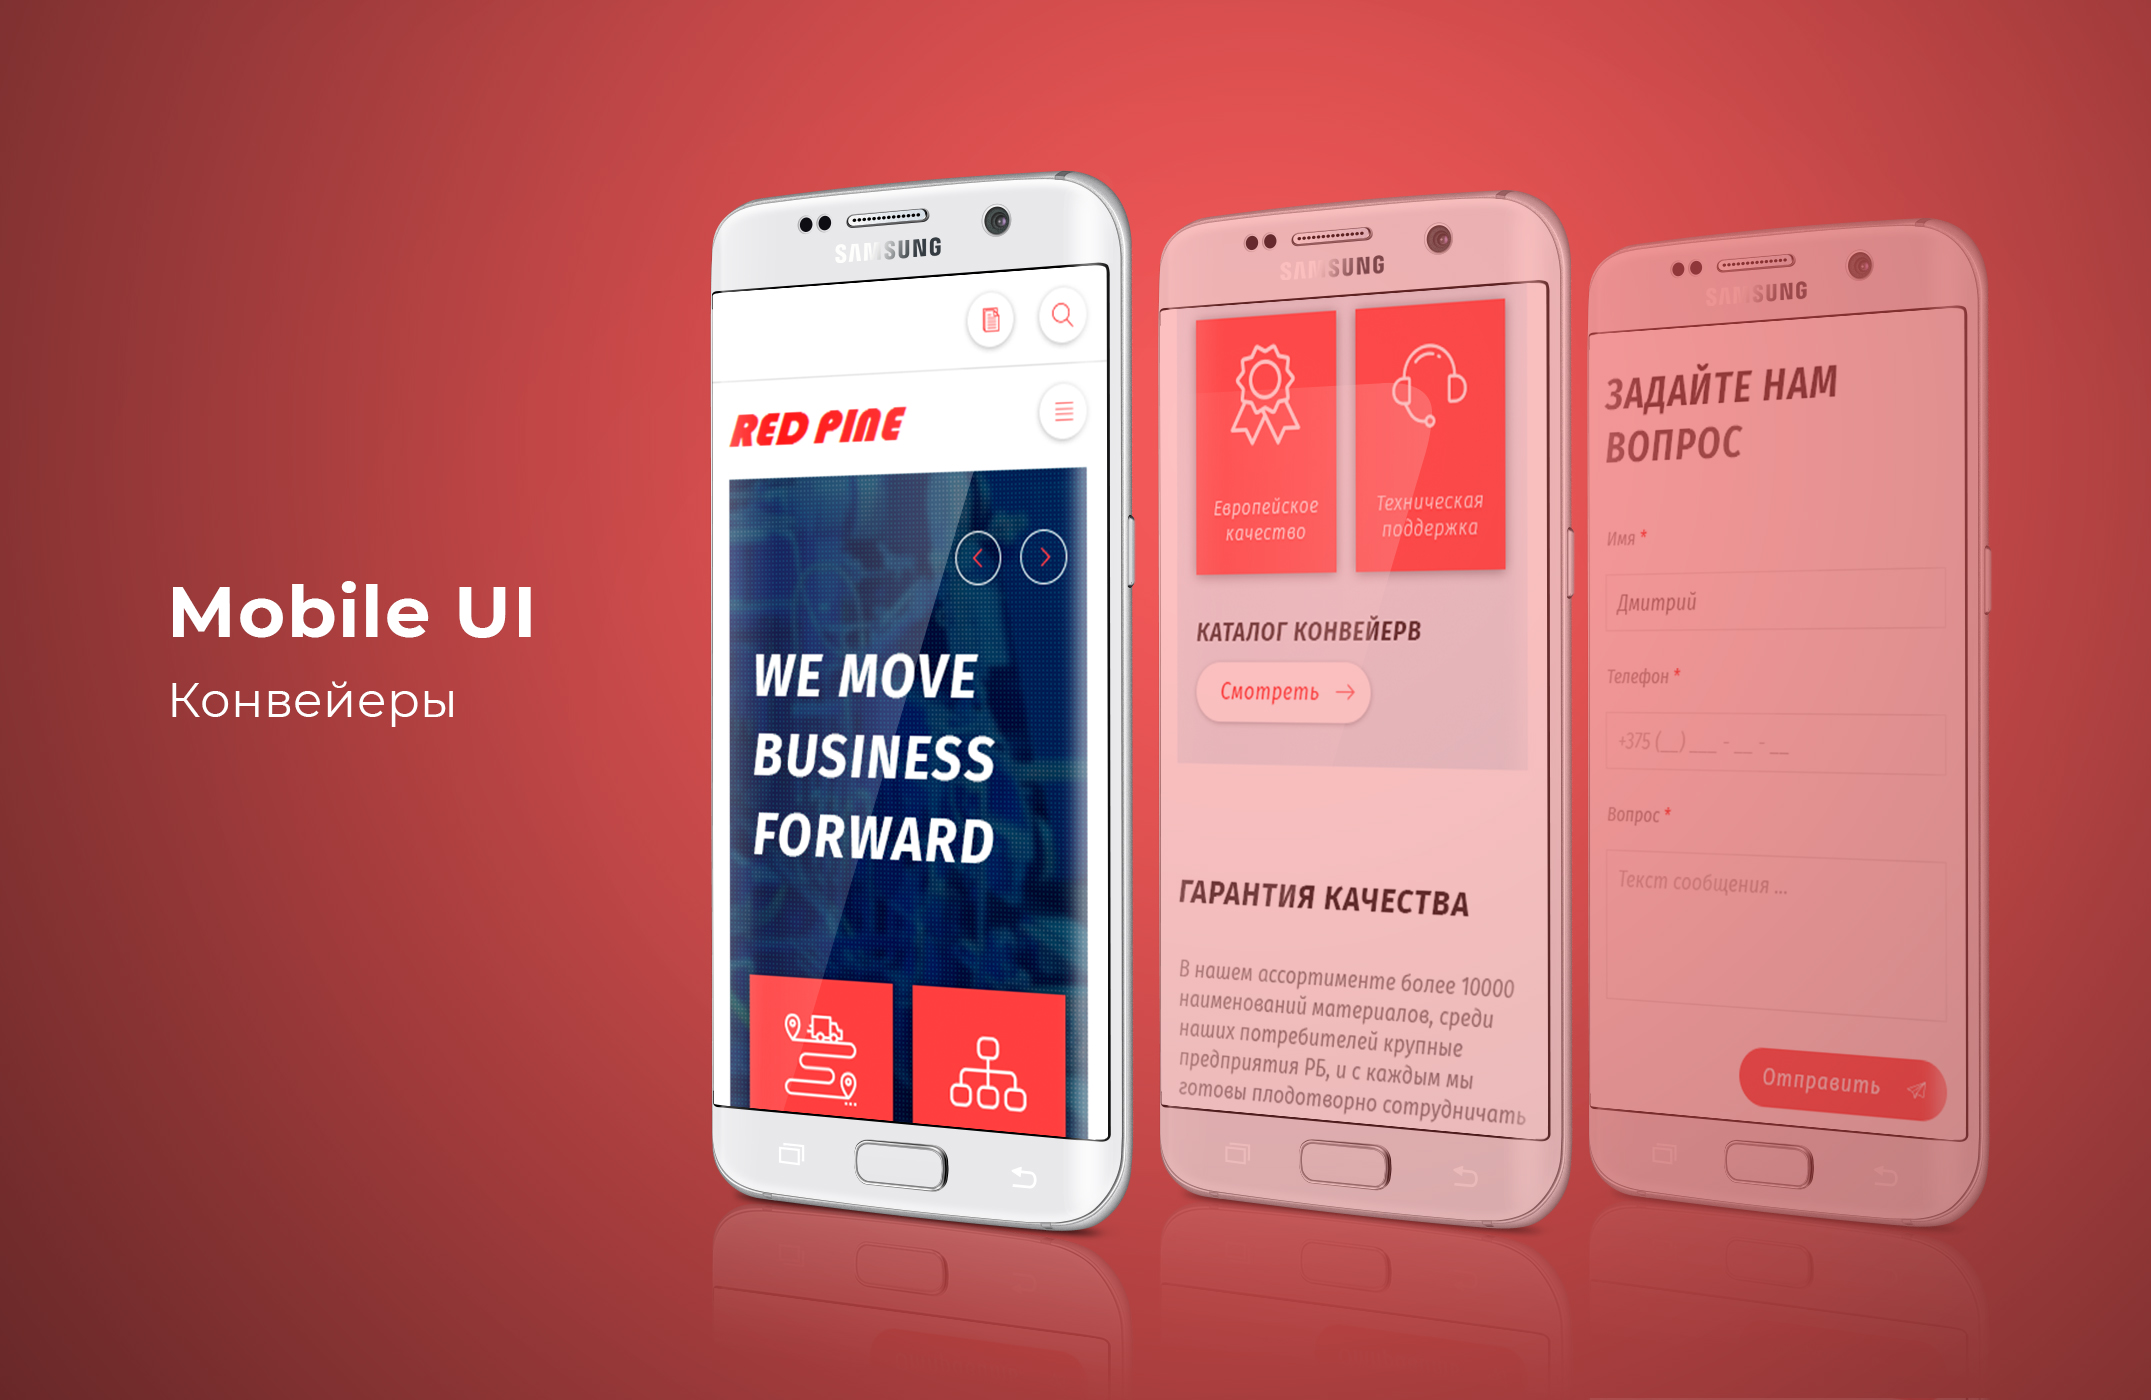 Mobile UI
Конвейеры
SAMSUNG
RED PINE
WE MOVE
BUSINESS
FORWARD
SAMSUNG
Европейское
качество
Техническая
поддержка
КАТАЛОГ КОНВЕЙЕРВ
Смотреть
ГАРАНТИЯ КАЧЕСТВА
В нашем ассортименте более 10000
наименований материалов, среди
наших потребителей крупные
предприятия РБ, и с каждым мы
готовы плодотворно сотрудничать
SAMSUNG
ЗАДАЙТЕ НАМ
ВОПРОС
Имя *
Дмитрий
Телефон *
+375 (__) ___ - __ - __
Вопрос *
Текст сообщения ...
Отправить